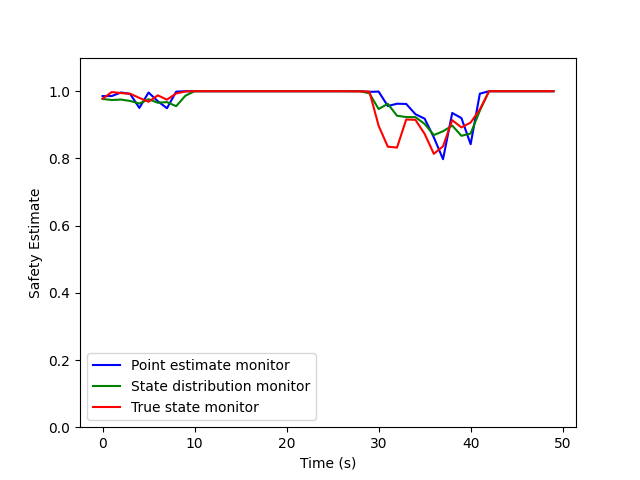 1.0
0.8
0.6
0.4
0.2
0.0
Safety Estimate
Point estimate monitor
State distribution monitor
True state monitor
0 10 20 30 40 50
Time (s)